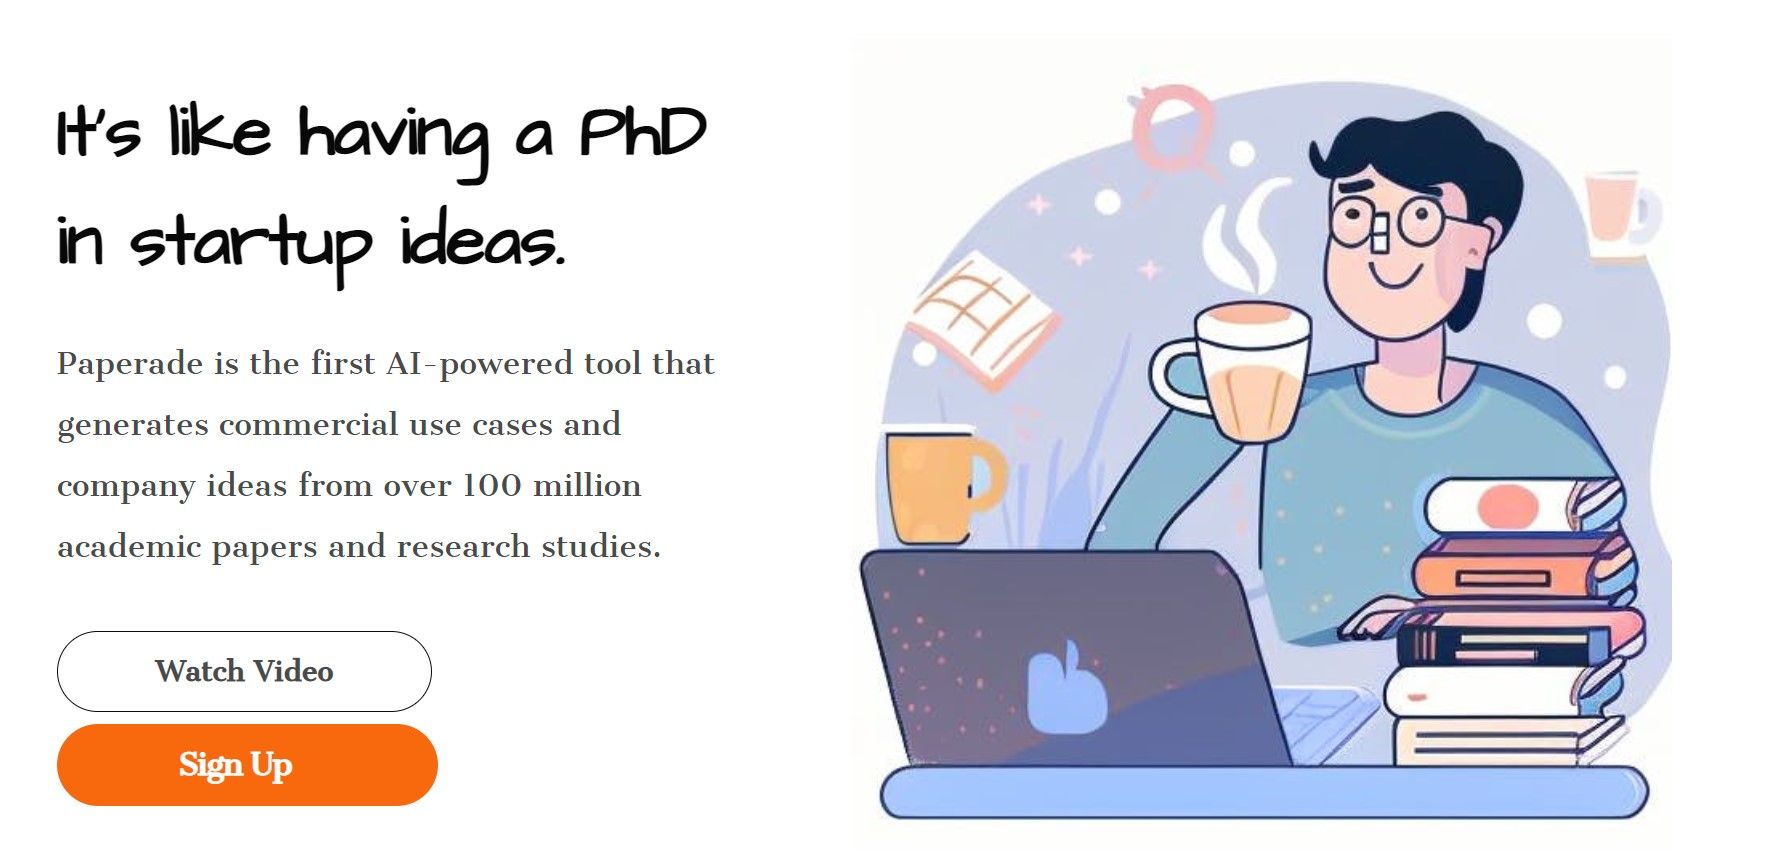 It's like having a PhD
in startup ideas.
Paperade is the first AI-powered tool that
generates commercial use cases and
company ideas from over 100 million
academic papers and research studies.
Watch Video
Sign Up